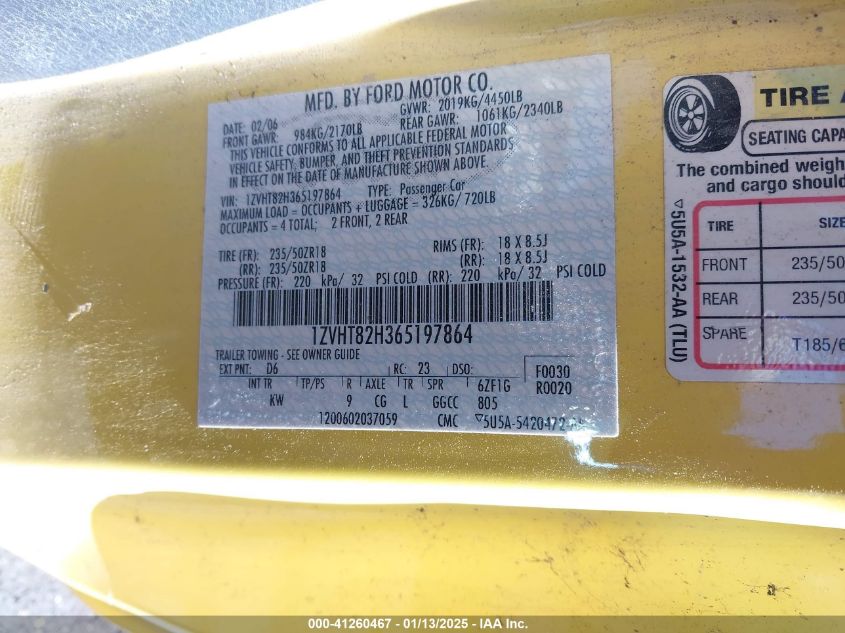 MFD. BY FORD MOTOR CO.
DATE: 02/06
GVWR: 2019KG/4450LB
FRONT GAWR: 984KG/2170LB
REAR GAWR: 1061KG/2340LB
THIS VEHICLE CONFORMS TO ALL APPLICABLE FEDERAL MOTOR
VEHICLE SAFETY, BUMPER, AND THEFT PREVENTION STANDARDS
IN EFFECT ON THE DATE OF MANUFACTURE SHOWN ABOVE.
VIN: 1ZVHT82H365197864 TYPE: Passenger Car
MAXIMUM LOAD = OCCUPANTS + LUGGAGE = 326KG/ 720LB
OCCUPANTS = 4 TOTAL; 2 FRONT, 2 REAR
TIRE (FR): 235/50ZR18 RIMS (FR): 18 X 8.5J
(RR): 235/50ZR18 (RR): 18 X 8.5J
PRESSURE (FR): 220 kPa/ 32 PSI COLD (RR): 220 kPa/ 32 PSI COLD
1ZVHT82H365197864
TRAILER TOWING - SEE OWNER GUIDE
EXT PNT: D6 RC: 23 DSO: F0030
INT TR TP/PS R AXLE TR SPR 6ZF1G R0020
KW 9 CG L GGCC 805
1200602037059 CMC ▽5U5A-5420472
TIRE A
SEATING CAPA
The combined weigh
and cargo shoul
▽5U5A-1532-AA (TLU)
TIRE SIZE
FRONT 235/50
REAR 235/50
SPARE T185/6
000-41260467 - 01/13/2025 - IAA Inc.